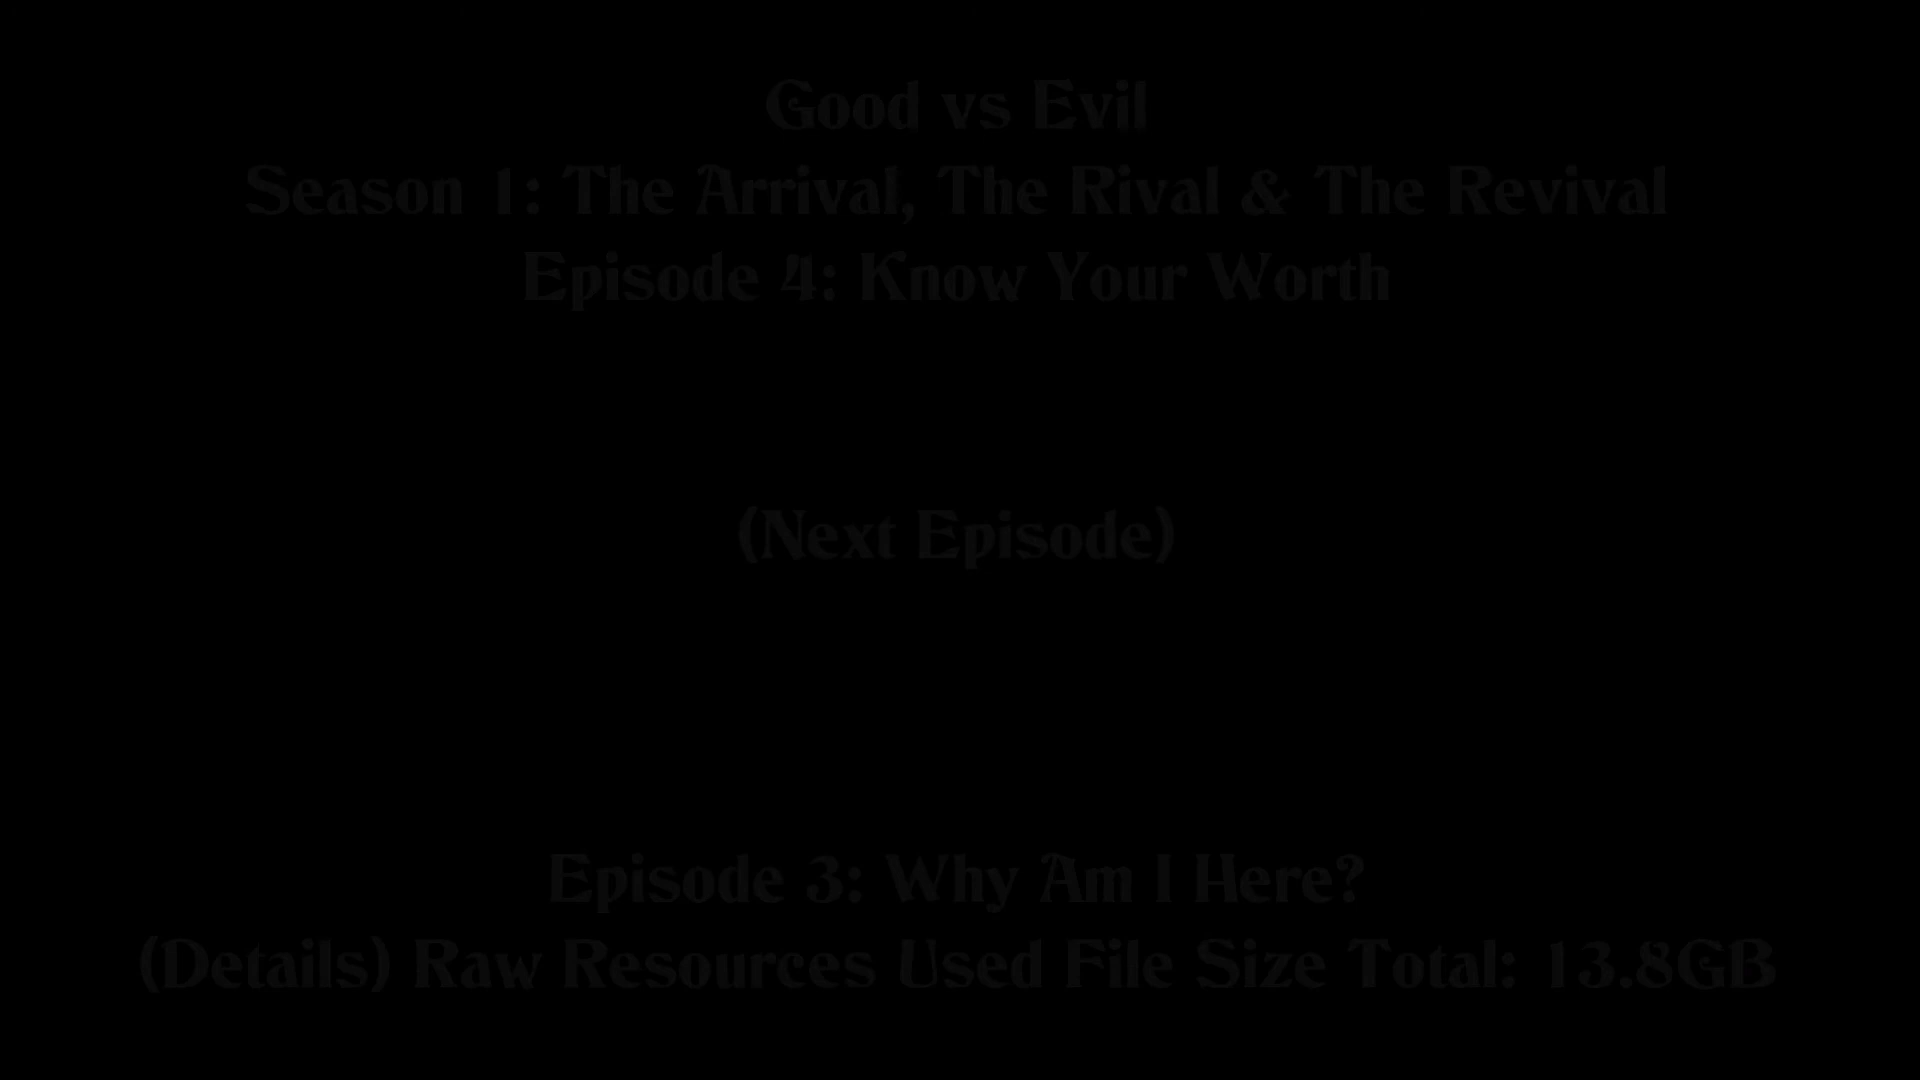 Good vs Evil
Season 1: The Arrival, The Rival & The Revival
Episode 4: Know Your Worth
(Next Episode)
Episode 3: Why Am I Here?
(Details) Raw Resources Used File Size Total: 13.8GB